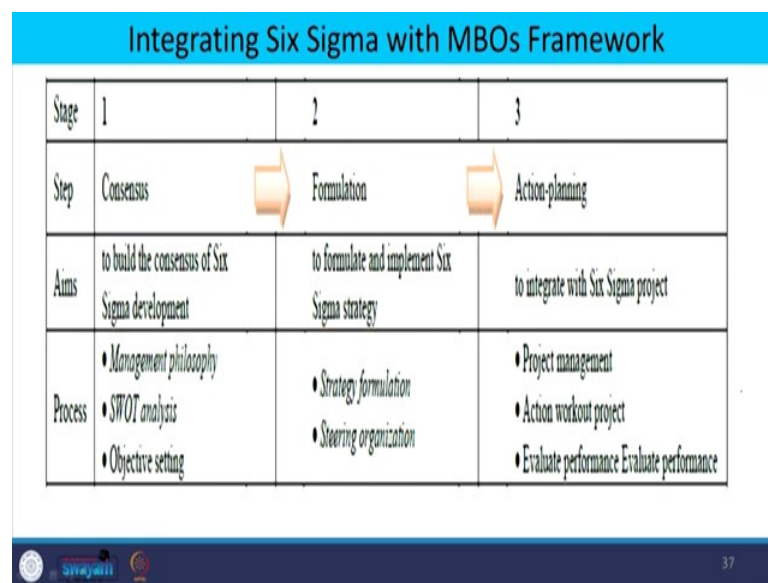 Integrating Six Sigma with MBOs Framework
Stage 1 2 3
Step Consensus Formulation Action-planning
Aims to build the consensus of Six Sigma development
to formulate and implement Six Sigma strategy
to integrate with Six Sigma project
Process
• Management philosophy
• SWOT analysis
• Objective setting
• Strategy formulation
• Steering organization
• Project management
• Action workout project
• Evaluate performance Evaluate performance
swayam
37